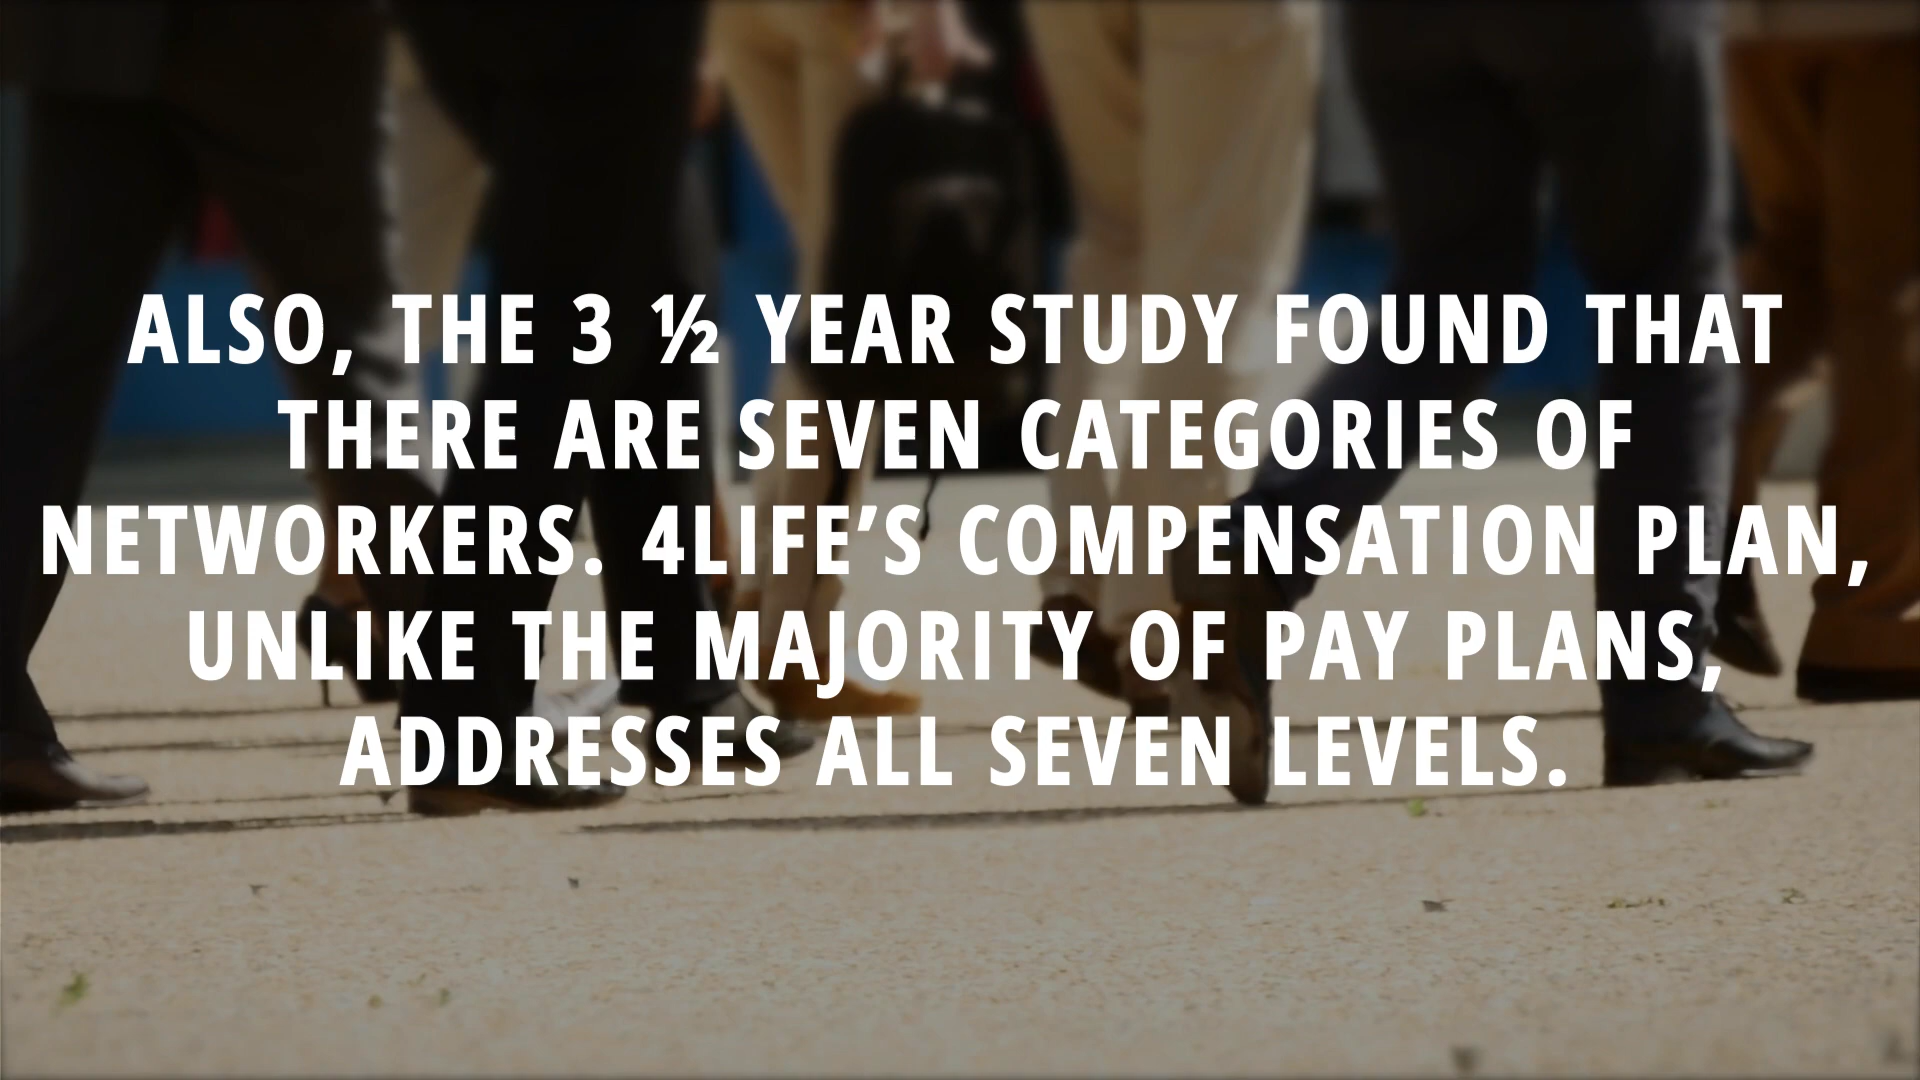 ALSO, THE 3 ½ YEAR STUDY FOUND THAT
THERE ARE SEVEN CATEGORIES OF
NETWORKERS. 4LIFE’S COMPENSATION PLAN,
UNLIKE THE MAJORITY OF PAY PLANS,
ADDRESSES ALL SEVEN LEVELS.